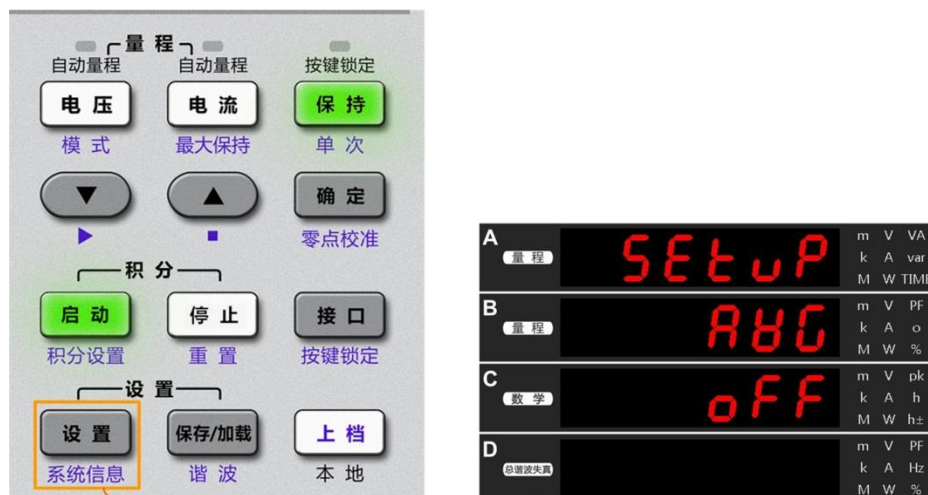 量 程
自动量程 自动量程 按键锁定
电 压 电 流 保 持
模 式 最大保持 单 次
▼ ▲ 确 定
▶ ■ 零点校准
积 分
启 动 停 止 接 口
积分设置 重 置 按键锁定
设 置
设 置 保存/加载 上 档
系统信息 谐 波 本 地
A 量 程 SEtuP m V VA
k A var
M W TIME
B 量 程 AVG m V PF
k A o
M W %
C 数 学 oFF m V pk
k A h
M W h±
D 总谐波失真 m V PF
k A Hz
M W %